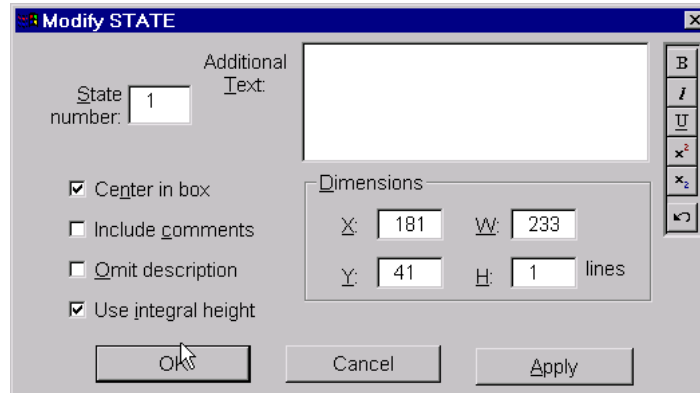 Modify STATE
Additional
Text:
State
number:
1
B
I
U
x²
x₂
Center in box
Include comments
Omit description
Use integral height
Dimensions
X: 181 W: 233
Y: 41 H: 1 lines
OK Cancel Apply